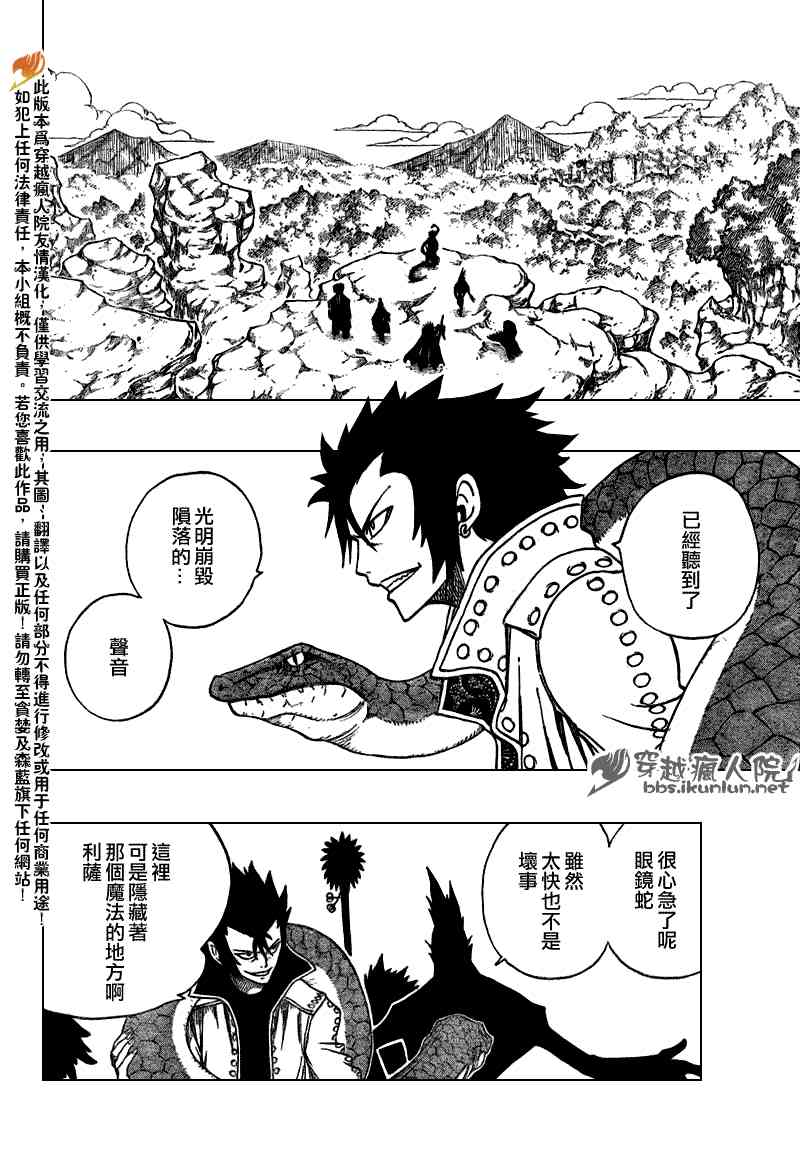 已經聽到了
光明崩毀
隕落的…
聲音
很心急了呢
眼鏡蛇
雖然
太快也不是
壞事
這裡
可是隱藏著
那個魔法的地方啊
利薩
此版本爲穿越瘋人院友情漢化，僅供學習交流之用，其圖、翻譯以及任何部分不得進行修改或用于任何商業用途！
如犯上任何法律責任，本小組概不負責。若您喜歡此作品，請購買正版！請勿轉至貪婪及森藍旗下任何網站！
穿越瘋人院
bbs.ikunlun.net